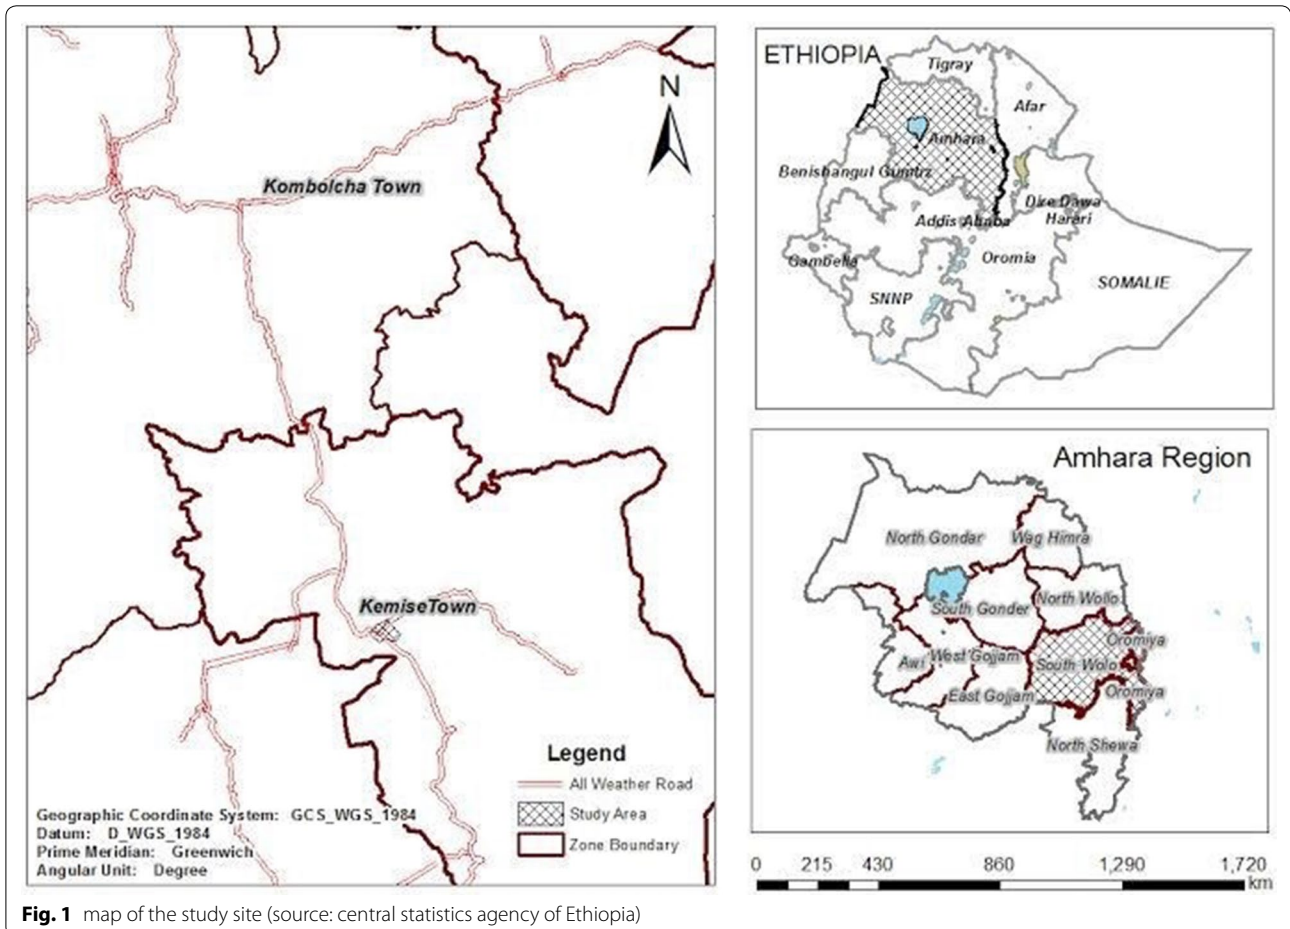 N
Kombolcha Town
KemiseTown
Legend
All Weather Road
Study Area
Zone Boundary
Geographic Coordinate System: GCS_WGS_1984
Datum: D_WGS_1984
Prime Meridian: Greenwich
Angular Unit: Degree
ETHIOPIA
Tigray
Afar
Amhara
Benishangul Gumuz
Dire Dawa
Harari
Addis Ababa
Oromia
Gambella
SNNP
SOMALIE
Amhara Region
North Gondar
Wag Himra
North Wollo
South Gonder
Oromiya
Awi
West Gojjam
South Wolo
Oromiya
East Gojjam
North Shewa
0 215 430 860 1,290 1,720
km
Fig. 1 map of the study site (source: central statistics agency of Ethiopia)